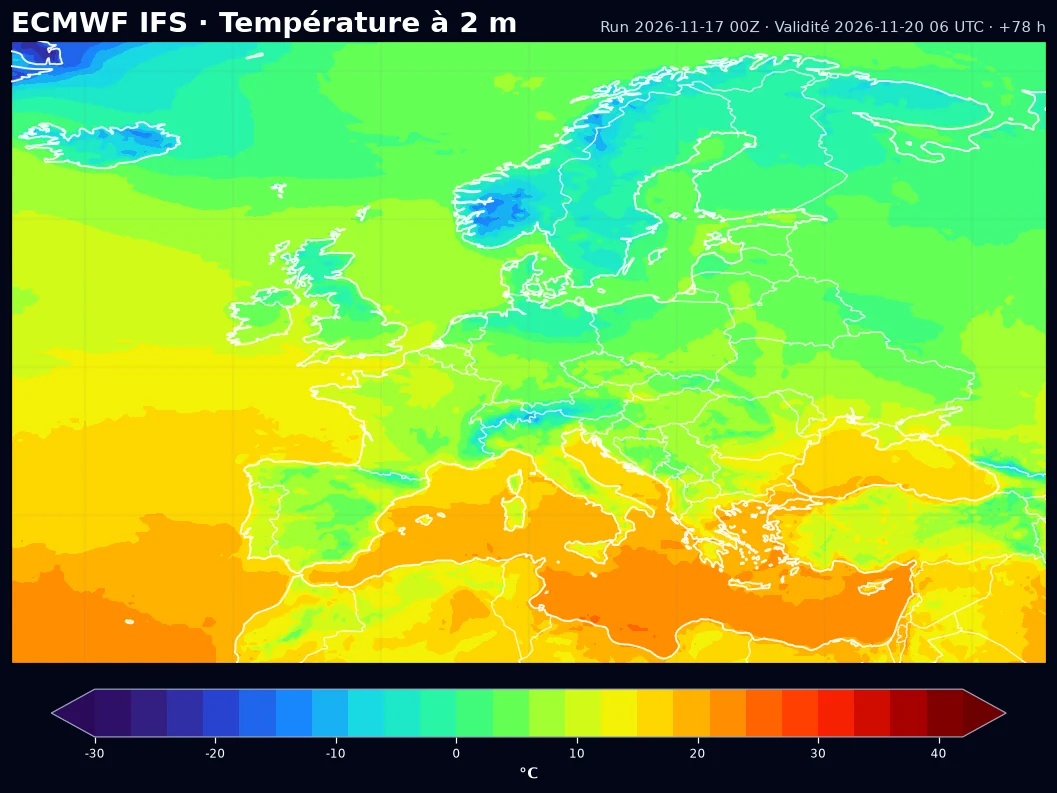 ECMWF IFS · Température à 2 m
Run 2026-11-17 00Z · Validité 2026-11-20 06 UTC · +78 h
-30 -20 -10 0 10 20 30 40
°C